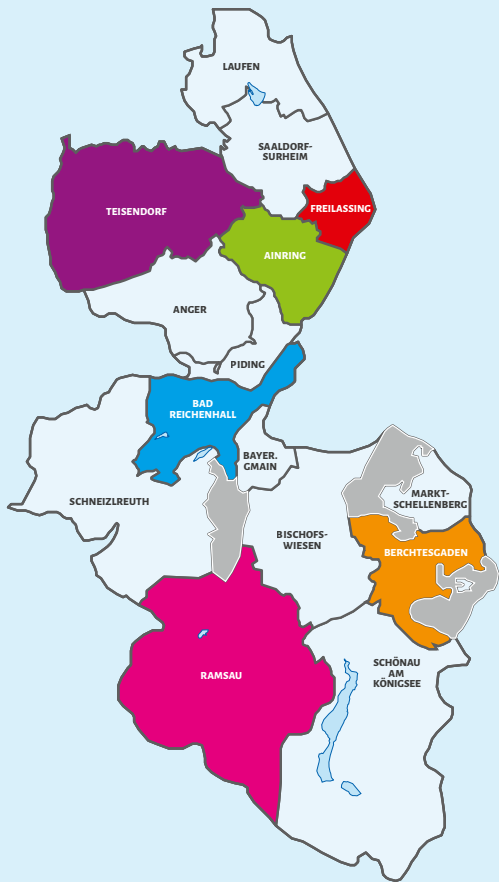 LAUFEN
SAALDORF-
SURHEIM
TEISENDORF
FREILASSING
AINRING
ANGER
PIDING
BAD
REICHENHALL
BAYER.
GMAIN
SCHNEIZLREUTH
MARKT-
SCHELLENBERG
BISCHOFS-
WIESEN
BERCHTESGADEN
RAMSAU
SCHÖNAU
AM
KÖNIGSEE